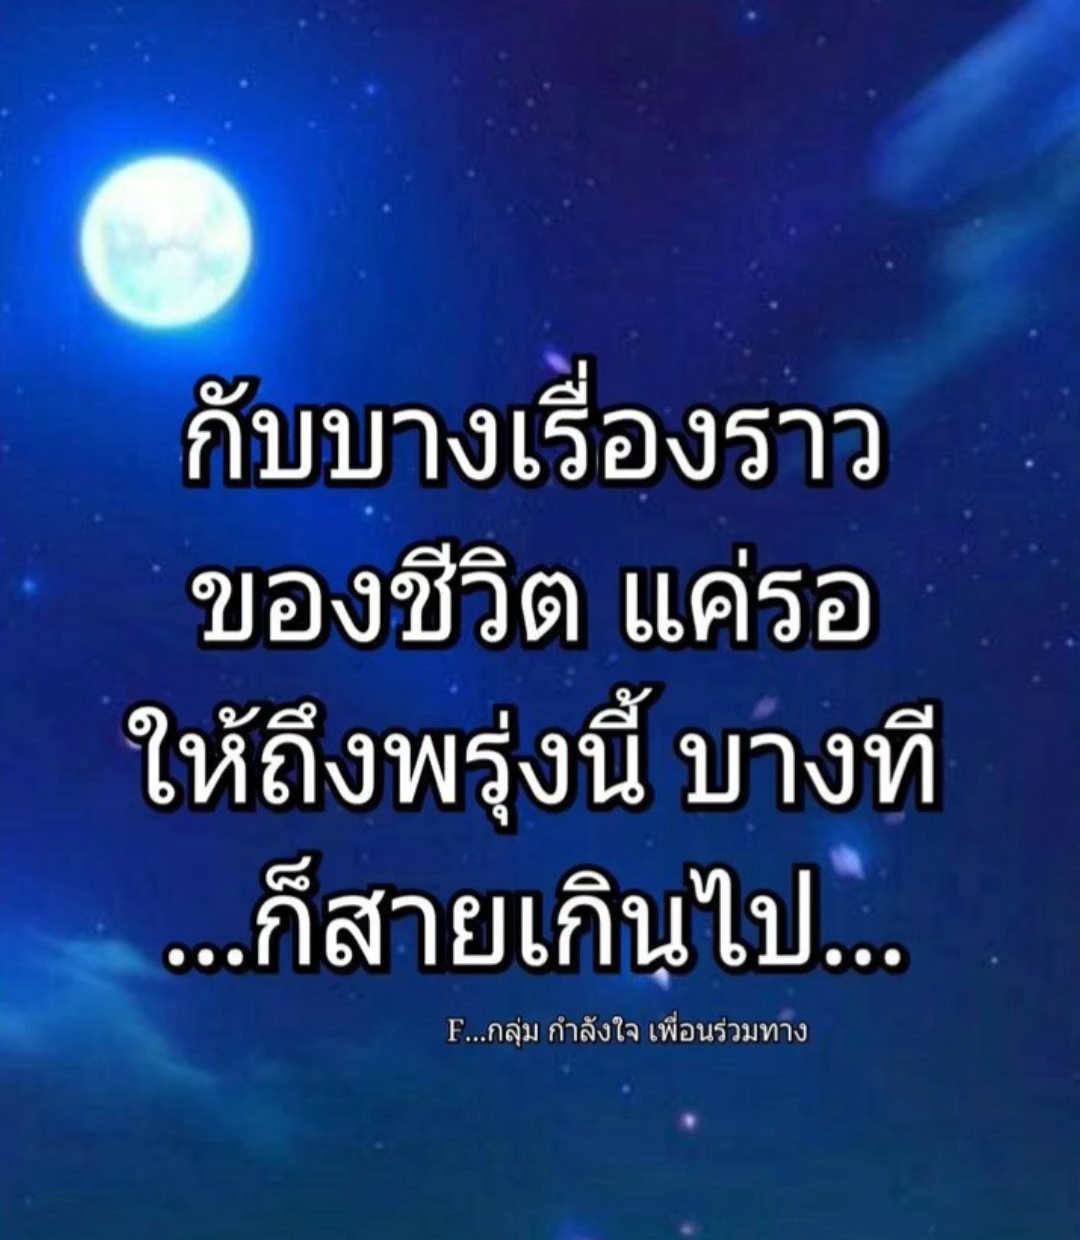 กับบางเรื่องราว
ของชีวิต แค่รอ
ให้ถึงพรุ่งนี้ บางที
...ก็สายเกินไป...
F...กลุ่ม กำลังใจ เพื่อนร่วมทาง